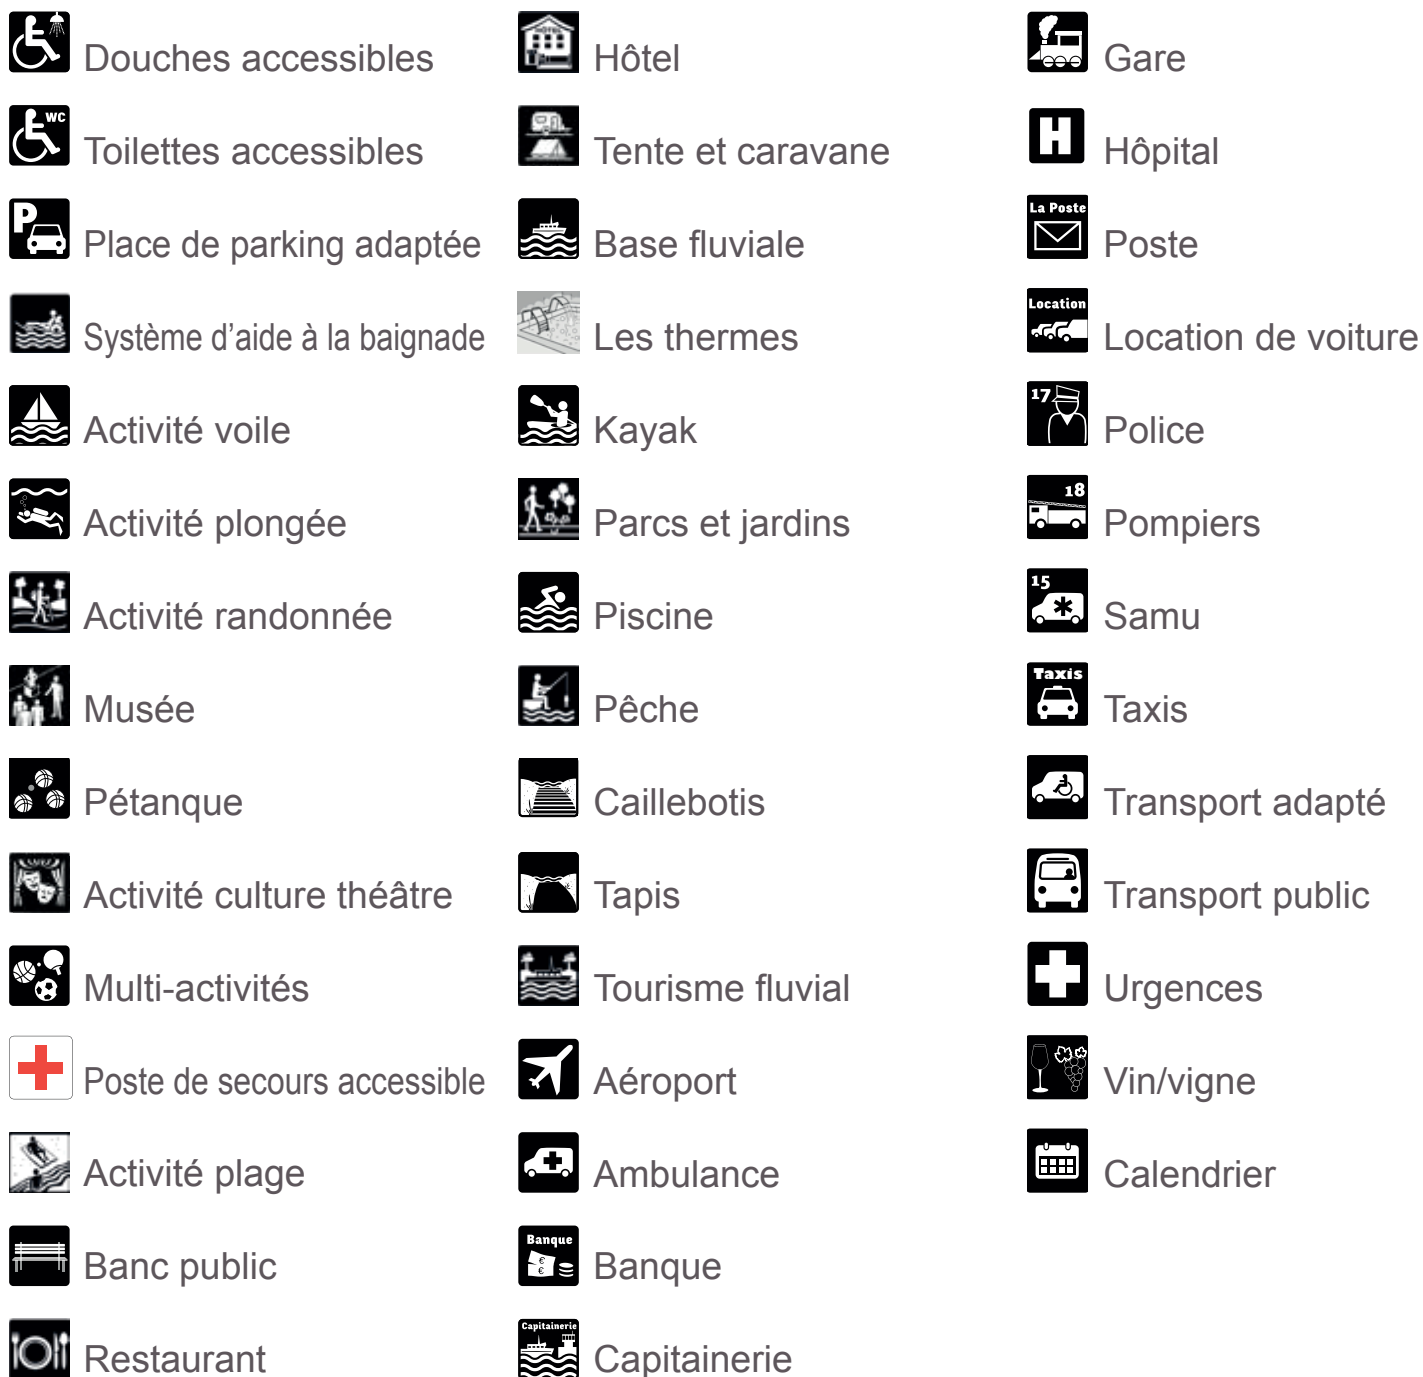 Douches accessibles
WC
Toilettes accessibles
P
Place de parking adaptée
Système d’aide à la baignade
Activité voile
Activité plongée
Activité randonnée
Musée
Pétanque
Activité culture théâtre
Multi-activités
Poste de secours accessible
Activité plage
Banc public
Restaurant
HÔTEL
Hôtel
Tente et caravane
Base fluviale
Les thermes
Kayak
Parcs et jardins
Piscine
Pêche
Caillebotis
Tapis
Tourisme fluvial
Aéroport
Ambulance
Banque
€
€
Banque
Capitainerie
Capitainerie
Gare
H
Hôpital
La Poste
Poste
Location
Location de voiture
17
Police
18
Pompiers
15
Samu
Taxis
Taxis
Transport adapté
Transport public
Urgences
Vin/vigne
Calendrier